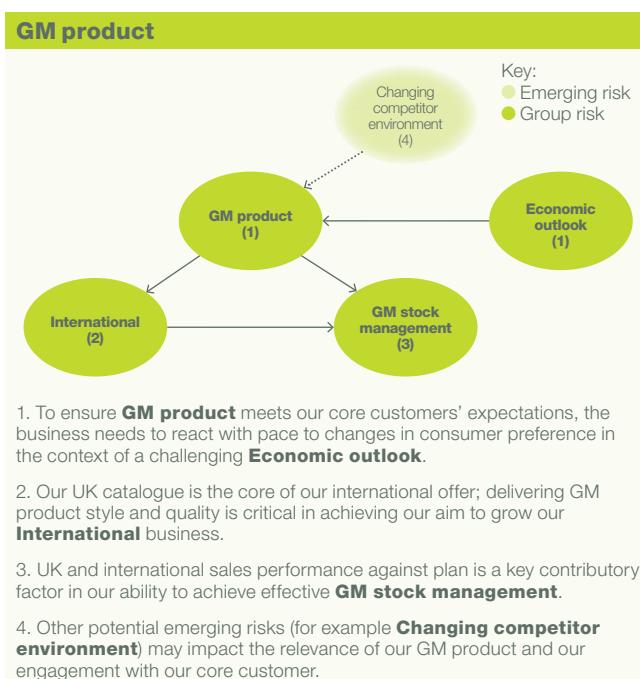 GM product
Key:
Emerging risk
Group risk
Changing
competitor
environment
(4)
GM product
(1)
Economic
outlook
(1)
International
(2)
GM stock
management
(3)
1. To ensure GM product meets our core customers’ expectations, the
business needs to react with pace to changes in consumer preference in
the context of a challenging Economic outlook.
2. Our UK catalogue is the core of our international offer; delivering GM
product style and quality is critical in achieving our aim to grow our
International business.
3. UK and international sales performance against plan is a key contributory
factor in our ability to achieve effective GM stock management.
4. Other potential emerging risks (for example Changing competitor
environment) may impact the relevance of our GM product and our
engagement with our core customer.